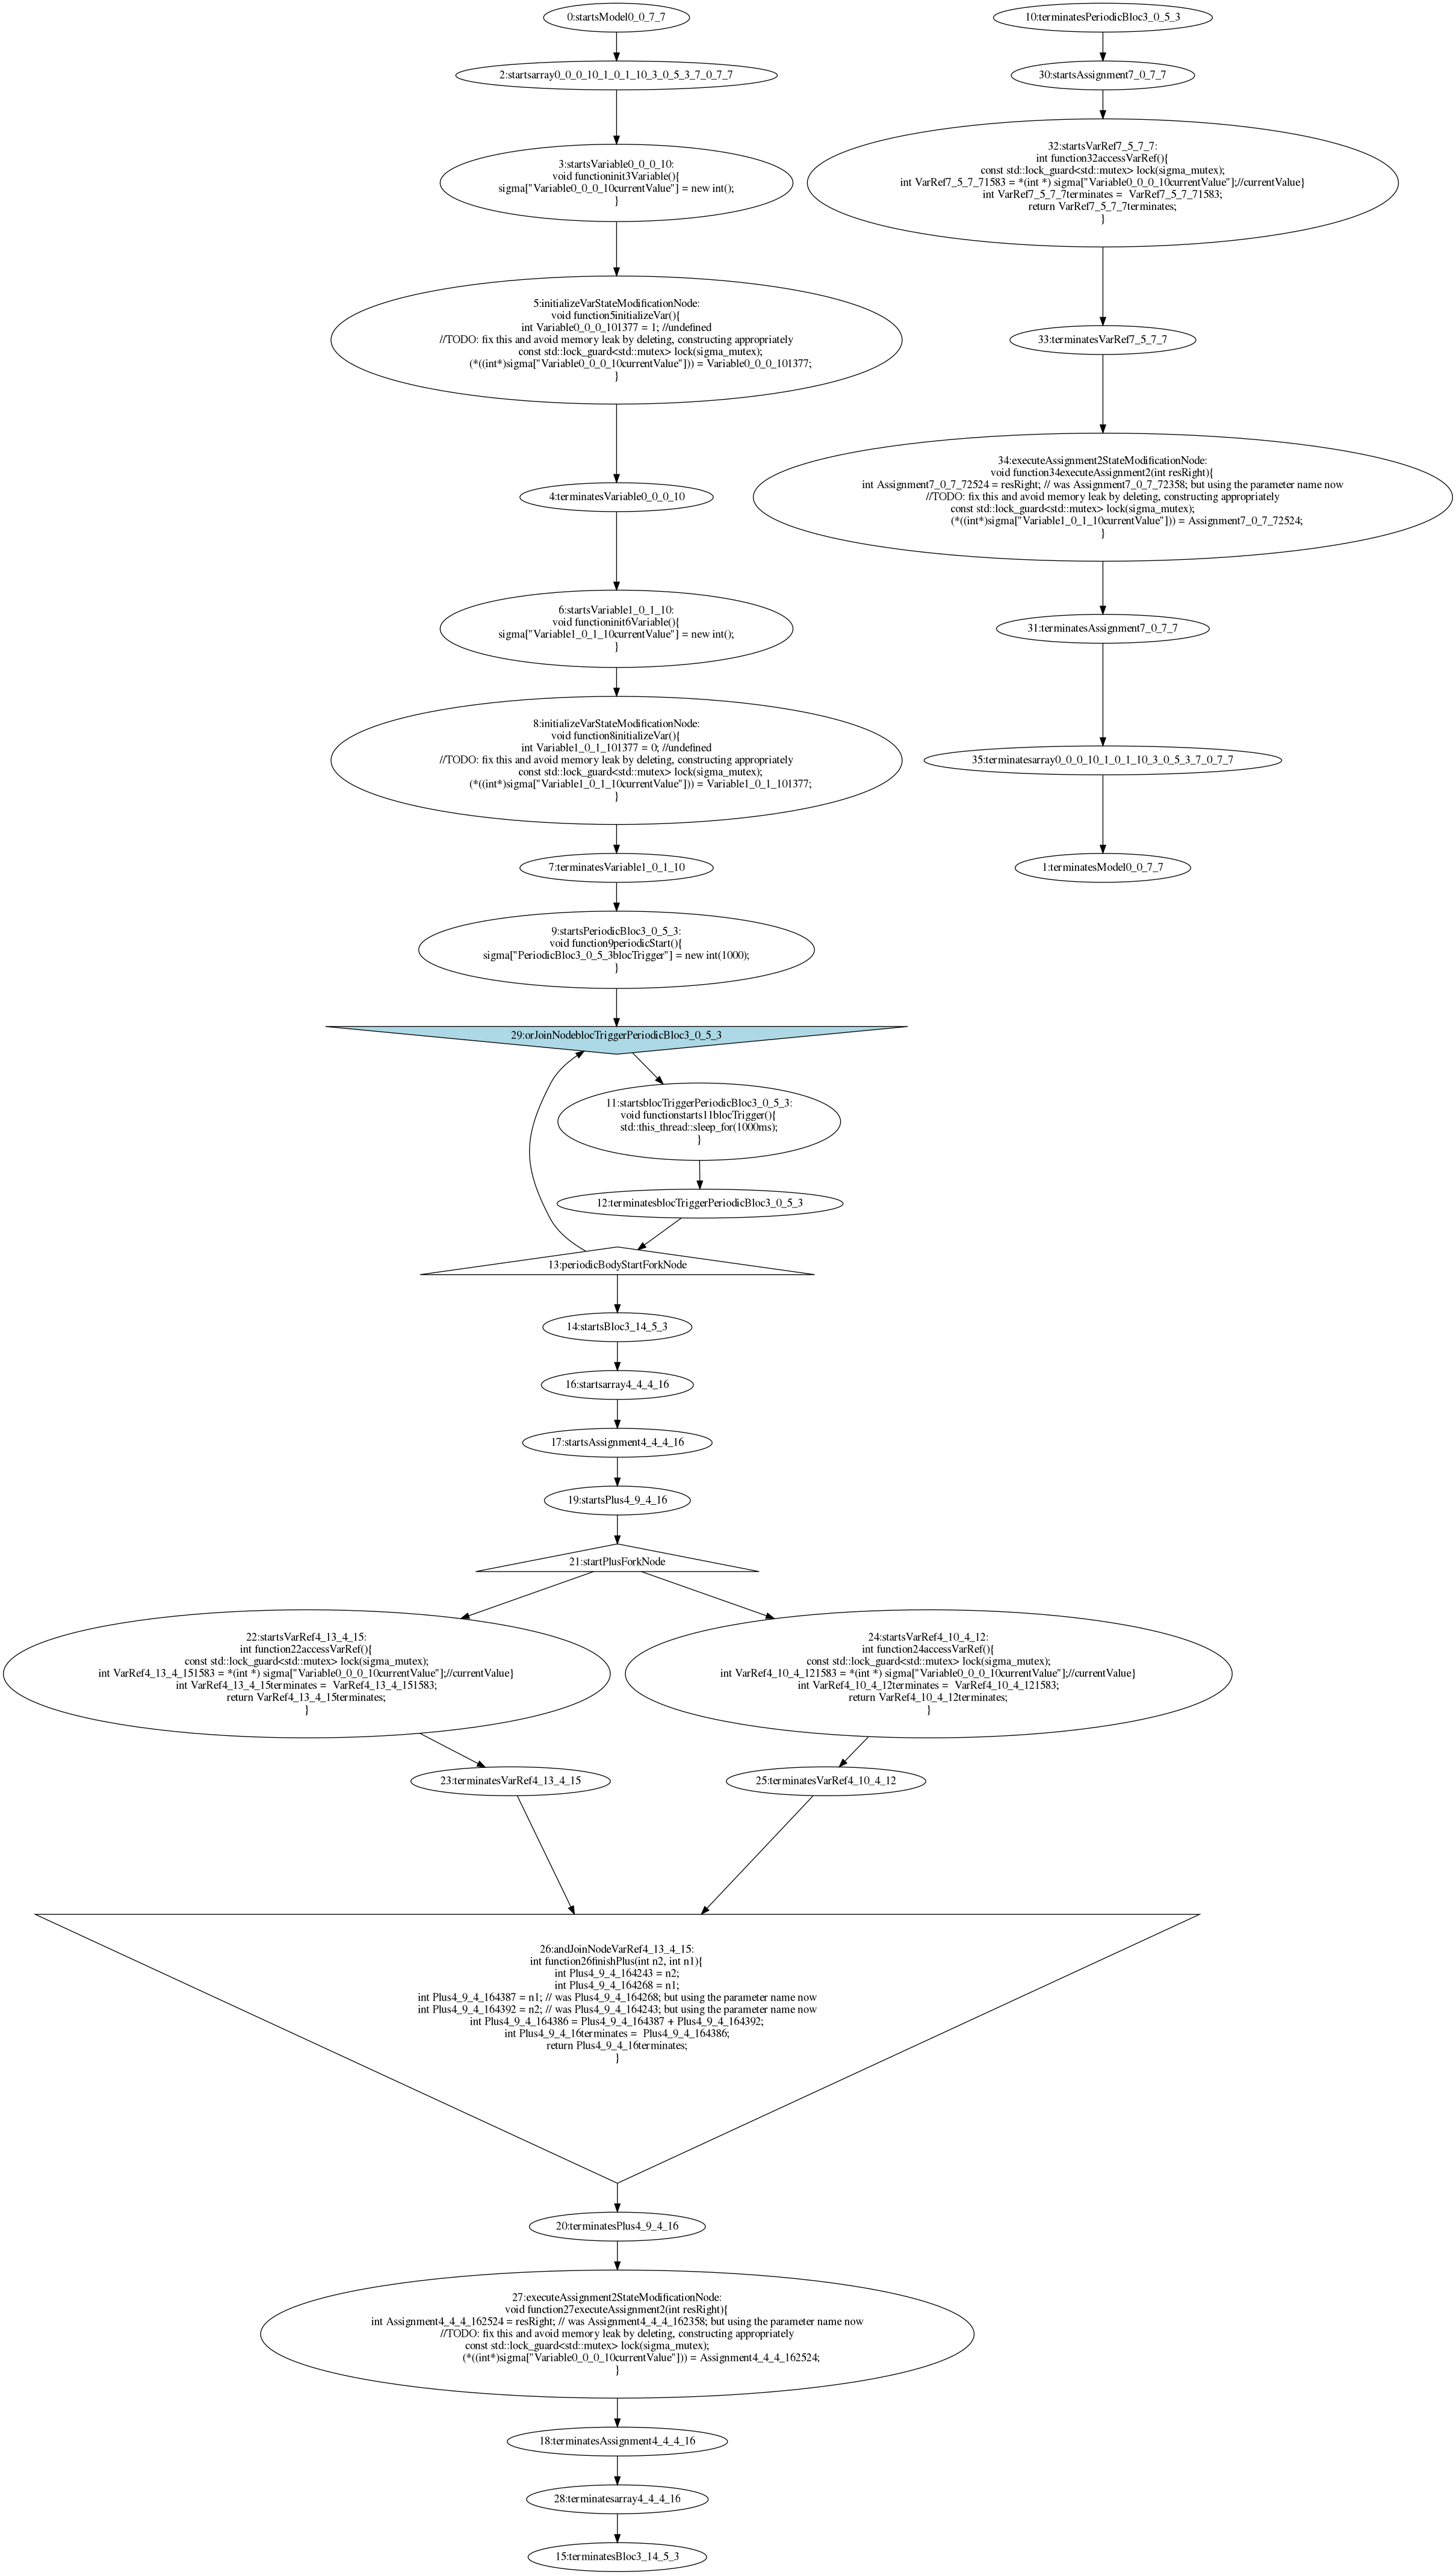 0:startsModel0_0_7_7
2:startsarray0_0_0_10_1_0_1_10_3_0_5_3_7_0_7_7
3:startsVariable0_0_0_10:
void functioninit3Variable(){
sigma["Variable0_0_0_10currentValue"] = new int();
}
5:initializeVarStateModificationNode:
void function5initializeVar(){
int Variable0_0_0_101377 = 1; //undefined
//TODO: fix this and avoid memory leak by deleting, constructing appropriately
const std::lock_guard<std::mutex> lock(sigma_mutex);
(*((int*)sigma["Variable0_0_0_10currentValue"])) = Variable0_0_0_101377;
}
4:terminatesVariable0_0_0_10
6:startsVariable1_0_1_10:
void functioninit6Variable(){
sigma["Variable1_0_1_10currentValue"] = new int();
}
8:initializeVarStateModificationNode:
void function8initializeVar(){
int Variable1_0_1_101377 = 0; //undefined
//TODO: fix this and avoid memory leak by deleting, constructing appropriately
const std::lock_guard<std::mutex> lock(sigma_mutex);
(*((int*)sigma["Variable1_0_1_10currentValue"])) = Variable1_0_1_101377;
}
7:terminatesVariable1_0_1_10
9:startsPeriodicBloc3_0_5_3:
void function9periodicStart(){
sigma["PeriodicBloc3_0_5_3blocTrigger"] = new int(1000);
}
29:orJoinNodeblocTriggerPeriodicBloc3_0_5_3
11:startsblocTriggerPeriodicBloc3_0_5_3:
void functionstarts11blocTrigger(){
std::this_thread::sleep_for(1000ms);
}
12:terminatesblocTriggerPeriodicBloc3_0_5_3
13:periodicBodyStartForkNode
14:startsBloc3_14_5_3
16:startsarray4_4_4_16
17:startsAssignment4_4_4_16
19:startsPlus4_9_4_16
21:startPlusForkNode
22:startsVarRef4_13_4_15:
int function22accessVarRef(){
const std::lock_guard<std::mutex> lock(sigma_mutex);
int VarRef4_13_4_151583 = *(int *) sigma["Variable0_0_0_10currentValue"];//currentValue}
int VarRef4_13_4_15terminates =  VarRef4_13_4_151583;
return VarRef4_13_4_15terminates;
}
24:startsVarRef4_10_4_12:
int function24accessVarRef(){
const std::lock_guard<std::mutex> lock(sigma_mutex);
int VarRef4_10_4_121583 = *(int *) sigma["Variable0_0_0_10currentValue"];//currentValue}
int VarRef4_10_4_12terminates =  VarRef4_10_4_121583;
return VarRef4_10_4_12terminates;
}
23:terminatesVarRef4_13_4_15
25:terminatesVarRef4_10_4_12
26:andJoinNodeVarRef4_13_4_15:
int function26finishPlus(int n2, int n1){
int Plus4_9_4_164243 = n2;
int Plus4_9_4_164268 = n1;
int Plus4_9_4_164387 = n1; // was Plus4_9_4_164268; but using the parameter name now
int Plus4_9_4_164392 = n2; // was Plus4_9_4_164243; but using the parameter name now
int Plus4_9_4_164386 = Plus4_9_4_164387 + Plus4_9_4_164392;
int Plus4_9_4_16terminates =  Plus4_9_4_164386;
return Plus4_9_4_16terminates;
}
20:terminatesPlus4_9_4_16
27:executeAssignment2StateModificationNode:
void function27executeAssignment2(int resRight){
int Assignment4_4_4_162524 = resRight; // was Assignment4_4_4_162358; but using the parameter name now
//TODO: fix this and avoid memory leak by deleting, constructing appropriately
const std::lock_guard<std::mutex> lock(sigma_mutex);
(*((int*)sigma["Variable0_0_0_10currentValue"])) = Assignment4_4_4_162524;
}
18:terminatesAssignment4_4_4_16
28:terminatesarray4_4_4_16
15:terminatesBloc3_14_5_3
10:terminatesPeriodicBloc3_0_5_3
30:startsAssignment7_0_7_7
32:startsVarRef7_5_7_7:
int function32accessVarRef(){
const std::lock_guard<std::mutex> lock(sigma_mutex);
int VarRef7_5_7_71583 = *(int *) sigma["Variable0_0_0_10currentValue"];//currentValue}
int VarRef7_5_7_7terminates =  VarRef7_5_7_71583;
return VarRef7_5_7_7terminates;
}
33:terminatesVarRef7_5_7_7
34:executeAssignment2StateModificationNode:
void function34executeAssignment2(int resRight){
int Assignment7_0_7_72524 = resRight; // was Assignment7_0_7_72358; but using the parameter name now
//TODO: fix this and avoid memory leak by deleting, constructing appropriately
const std::lock_guard<std::mutex> lock(sigma_mutex);
(*((int*)sigma["Variable1_0_1_10currentValue"])) = Assignment7_0_7_72524;
}
31:terminatesAssignment7_0_7_7
35:terminatesarray0_0_0_10_1_0_1_10_3_0_5_3_7_0_7_7
1:terminatesModel0_0_7_7